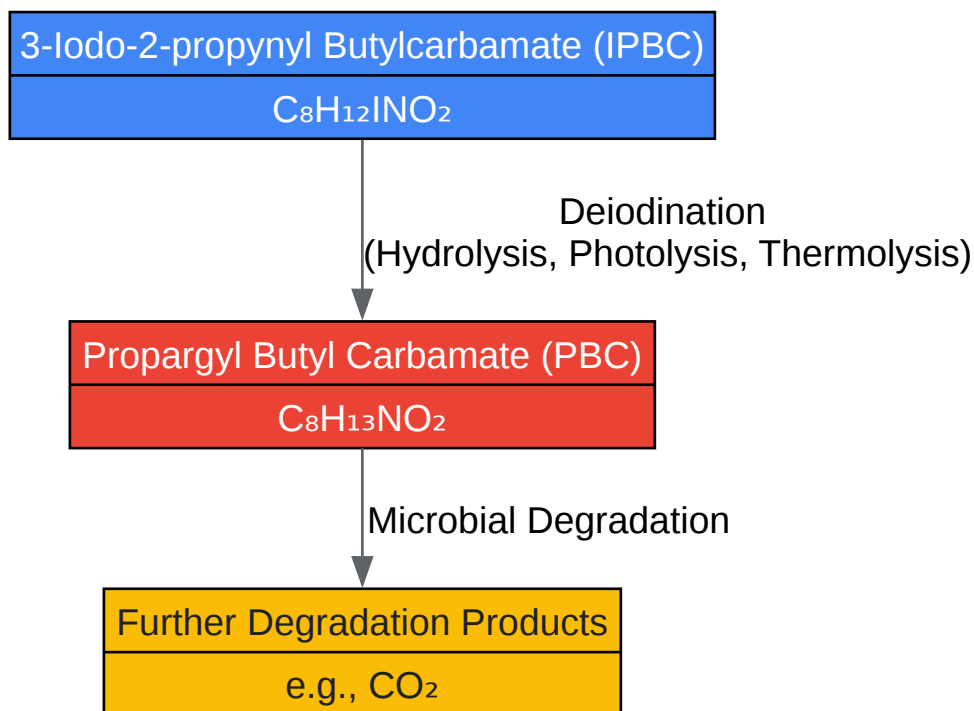 3-Iodo-2-propynyl Butylcarbamate (IPBC)
C₈H₁₂INO₂
Deiodination
(Hydrolysis, Photolysis, Thermolysis)
Propargyl Butyl Carbamate (PBC)
C₈H₁₃NO₂
Microbial Degradation
Further Degradation Products
e.g., CO₂